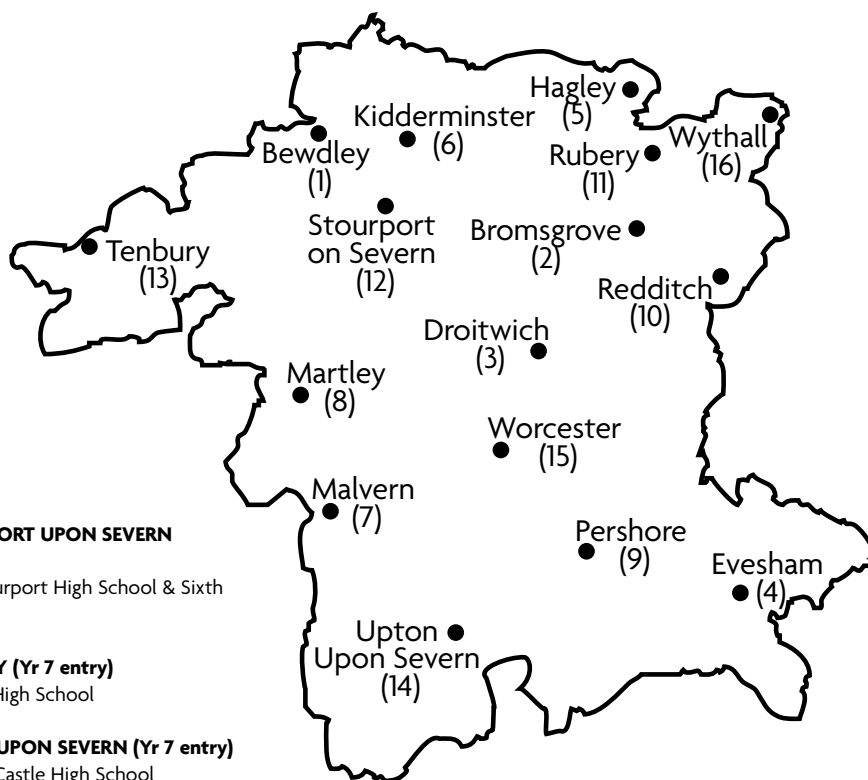 Hagley
(5)
Kidderminster
(6)
Wythall
(16)
Bewdley
(1)
Rubery
(11)
Stourport
on Severn
(12)
Bromsgrove
(2)
Tenbury
(13)
Redditch
(10)
Droitwich
(3)
Martley
(8)
Worcester
(15)
Malvern
(7)
Pershore
(9)
Evesham
(4)
Upton
Upon Severn
(14)
ORT UPON SEVERN
urport High School & Sixth
Y (Yr 7 entry)
High School
UPON SEVERN (Yr 7 entry)
Castle High School